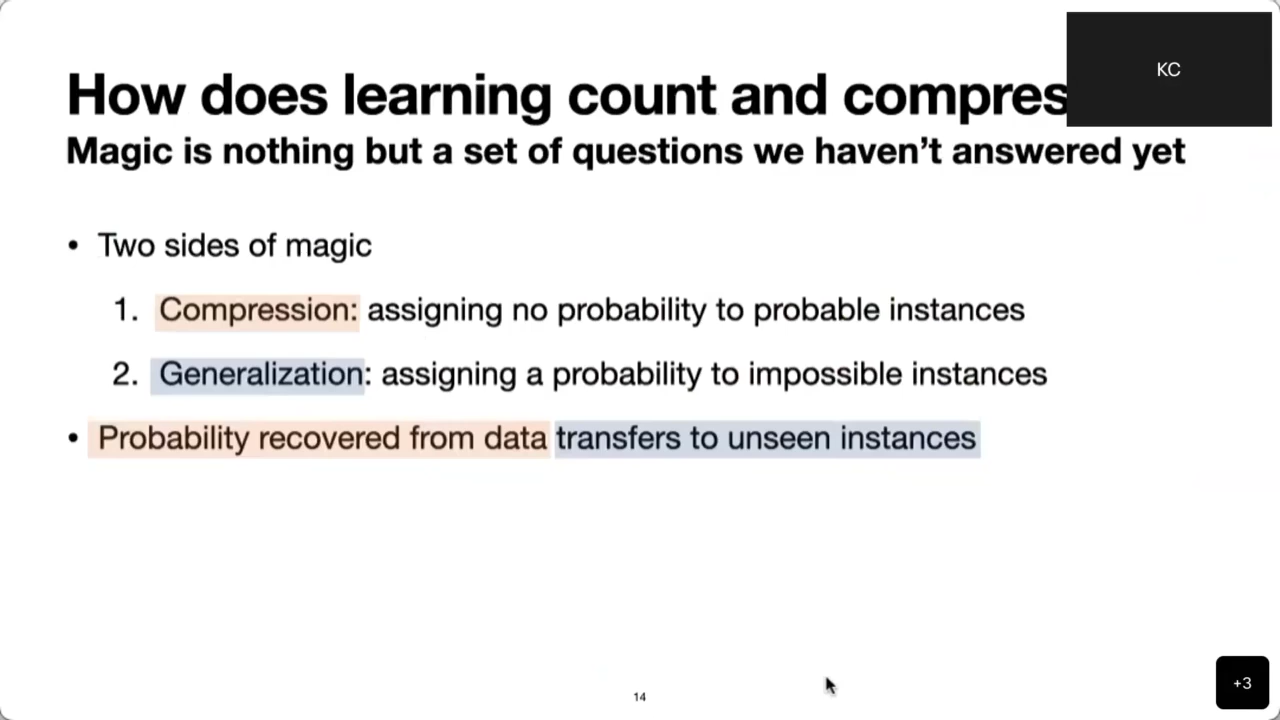 How does learning count and compres
KC
Magic is nothing but a set of questions we haven’t answered yet
• Two sides of magic
1. Compression: assigning no probability to probable instances
2. Generalization: assigning a probability to impossible instances
• Probability recovered from data transfers to unseen instances
14
+3